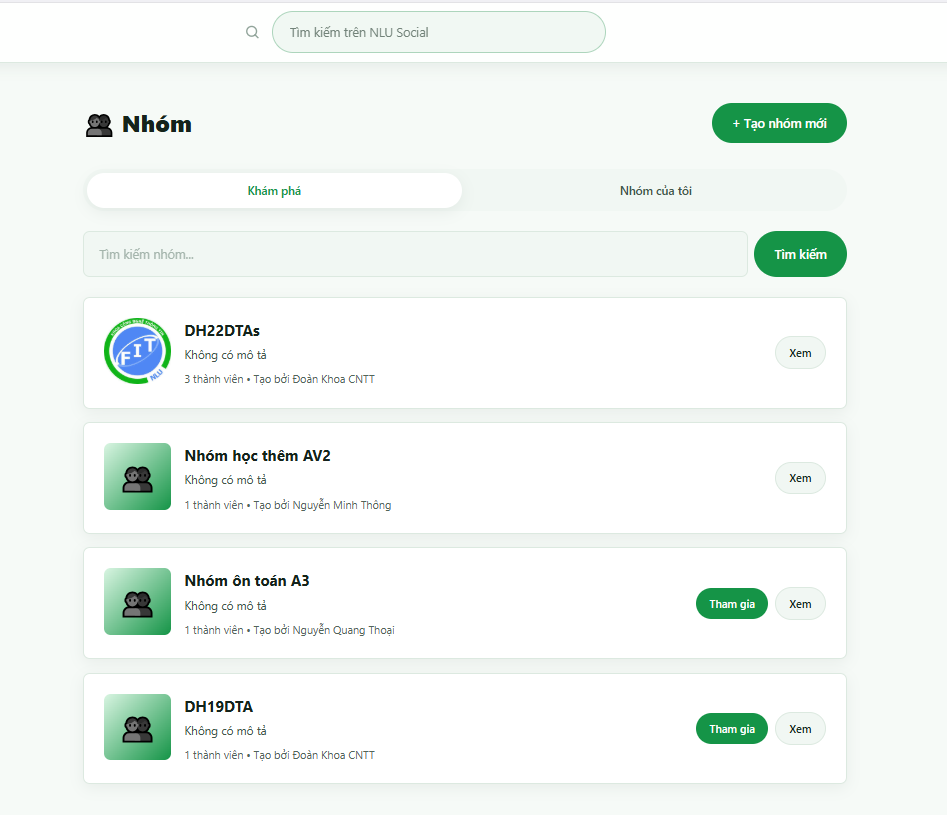 Tìm kiếm trên NLU Social
Nhóm
+ Tạo nhóm mới
Khám phá
Nhóm của tôi
Tìm kiếm nhóm...
Tìm kiếm
FIT
NLU
DH22DTAs
Không có mô tả
3 thành viên • Tạo bởi Đoàn Khoa CNTT
Xem
Nhóm học thêm AV2
Không có mô tả
1 thành viên • Tạo bởi Nguyễn Minh Thông
Xem
Nhóm ôn toán A3
Không có mô tả
1 thành viên • Tạo bởi Nguyễn Quang Thoại
Tham gia
Xem
DH19DTA
Không có mô tả
1 thành viên • Tạo bởi Đoàn Khoa CNTT
Tham gia
Xem